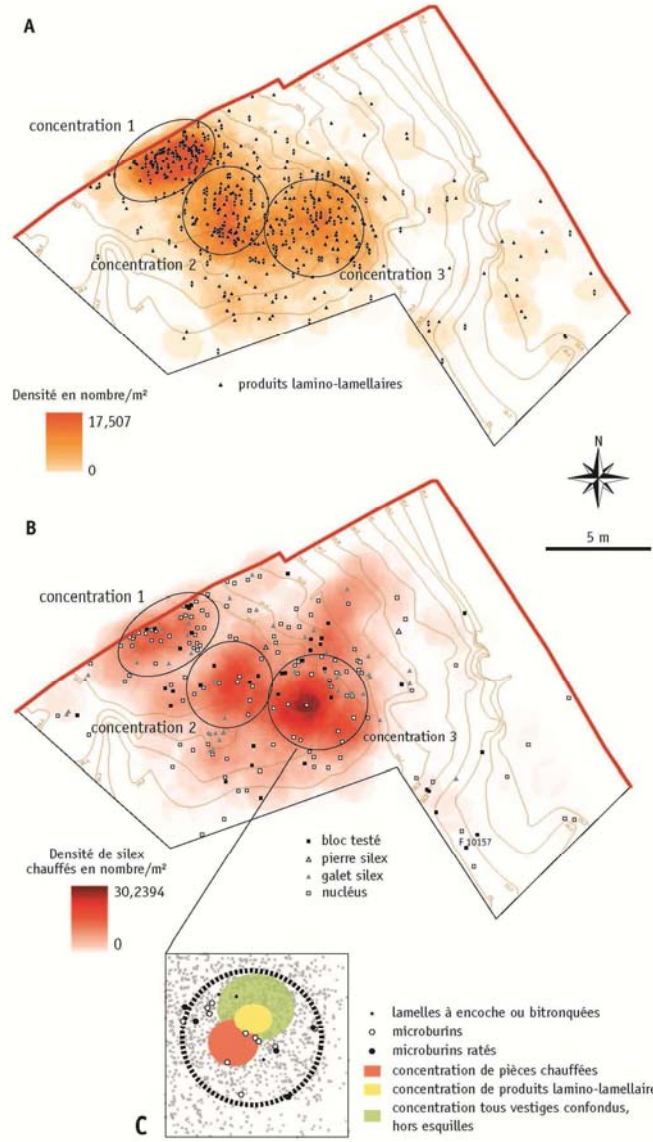 A
concentration 1
concentration 2
concentration 3
produits lamino-lamellaires
Densité en nombre/m²
17,507
0
N
5 m
B
concentration 1
concentration 2
concentration 3
F 10157
bloc testé
pierre silex
galet silex
nucléus
Densité de silex
chauffés en nombre/m²
30,2394
0
lamelles à encoche ou bitronquées
microburins
microburins ratés
concentration de pièces chauffées
concentration de produits lamino-lamellaire
concentration tous vestiges confondus,
hors esquilles
C